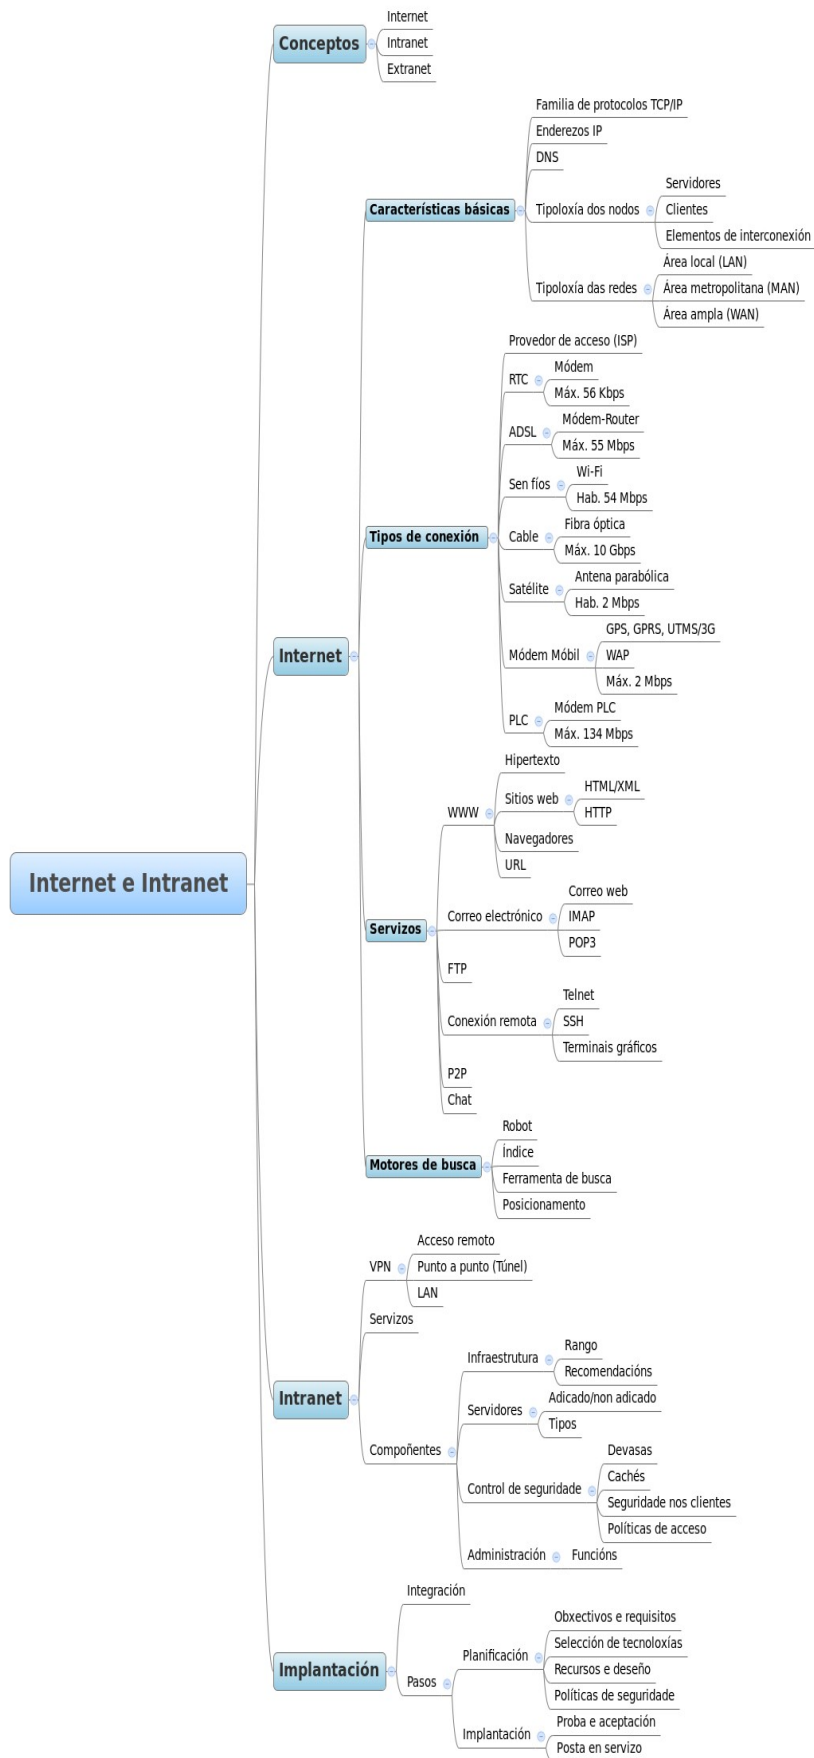 Internet e Intranet
Conceptos
Internet
Intranet
Extranet
Internet
Características básicas
Familia de protocolos TCP/IP
Enderezos IP
DNS
Tipoloxía dos nodos
Servidores
Clientes
Elementos de interconexión
Tipoloxía das redes
Área local (LAN)
Área metropolitana (MAN)
Área ampla (WAN)
Tipos de conexión
Provedor de acceso (ISP)
RTC
Módem
Máx. 56 Kbps
ADSL
Módem-Router
Máx. 55 Mbps
Sen fíos
Wi-Fi
Hab. 54 Mbps
Cable
Fibra óptica
Máx. 10 Gbps
Satélite
Antena parabólica
Hab. 2 Mbps
Módem Móbil
GPS, GPRS, UTMS/3G
WAP
Máx. 2 Mbps
PLC
Módem PLC
Máx. 134 Mbps
Servizos
WWW
Hipertexto
Sitios web
HTML/XML
HTTP
Navegadores
URL
Correo electrónico
Correo web
IMAP
POP3
FTP
Conexión remota
Telnet
SSH
Terminais gráficos
P2P
Chat
Motores de busca
Robot
Índice
Ferramenta de busca
Posicionamento
Intranet
VPN
Acceso remoto
Punto a punto (Túnel)
LAN
Servizos
Compoñentes
Infraestrutura
Rango
Recomendacións
Servidores
Adicado/non adicado
Tipos
Control de seguridade
Devasas
Cachés
Seguridade nos clientes
Políticas de acceso
Administración
Funcións
Implantación
Integración
Pasos
Planificación
Obxectivos e requisitos
Selección de tecnoloxías
Recursos e deseño
Políticas de seguridade
Implantación
Proba e aceptación
Posta en servizo